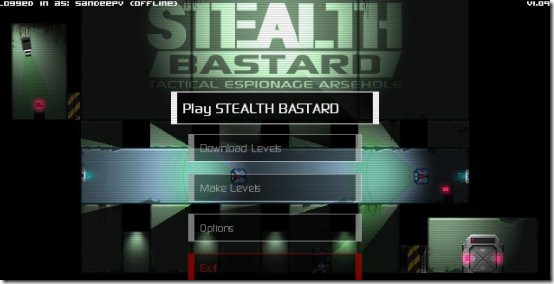 Logged in as: Sandeepv (OFFLINE)
v1.09
STEALTH
BASTARD
TACTICAL ESPIONAGE ARSEHOLE
Play STEALTH BASTARD
Download Levels
Make Levels
Options
Exit